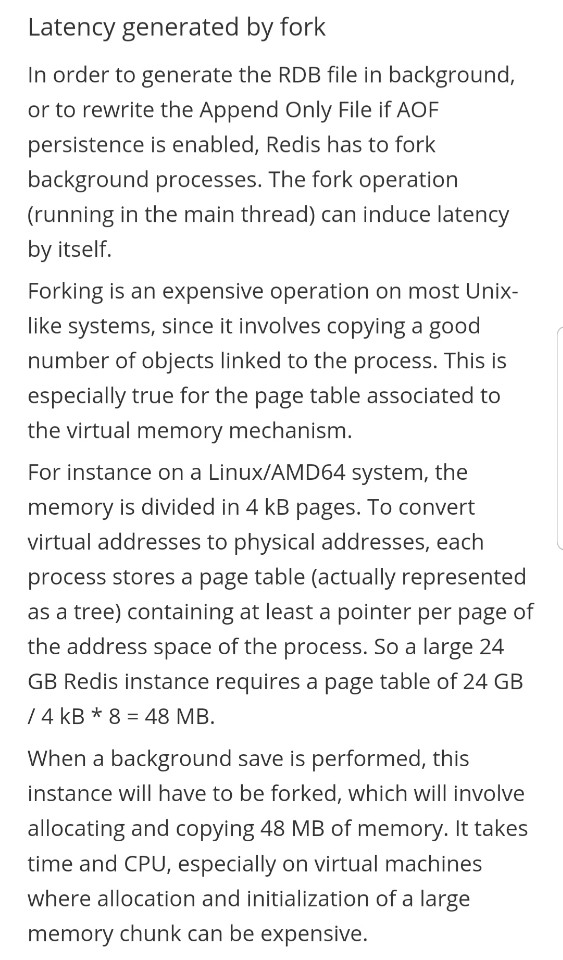 Latency generated by fork
In order to generate the RDB file in background,
or to rewrite the Append Only File if AOF
persistence is enabled, Redis has to fork
background processes. The fork operation
(running in the main thread) can induce latency
by itself.
Forking is an expensive operation on most Unix-
like systems, since it involves copying a good
number of objects linked to the process. This is
especially true for the page table associated to
the virtual memory mechanism.
For instance on a Linux/AMD64 system, the
memory is divided in 4 kB pages. To convert
virtual addresses to physical addresses, each
process stores a page table (actually represented
as a tree) containing at least a pointer per page of
the address space of the process. So a large 24
GB Redis instance requires a page table of 24 GB
/ 4 kB * 8 = 48 MB.
When a background save is performed, this
instance will have to be forked, which will involve
allocating and copying 48 MB of memory. It takes
time and CPU, especially on virtual machines
where allocation and initialization of a large
memory chunk can be expensive.